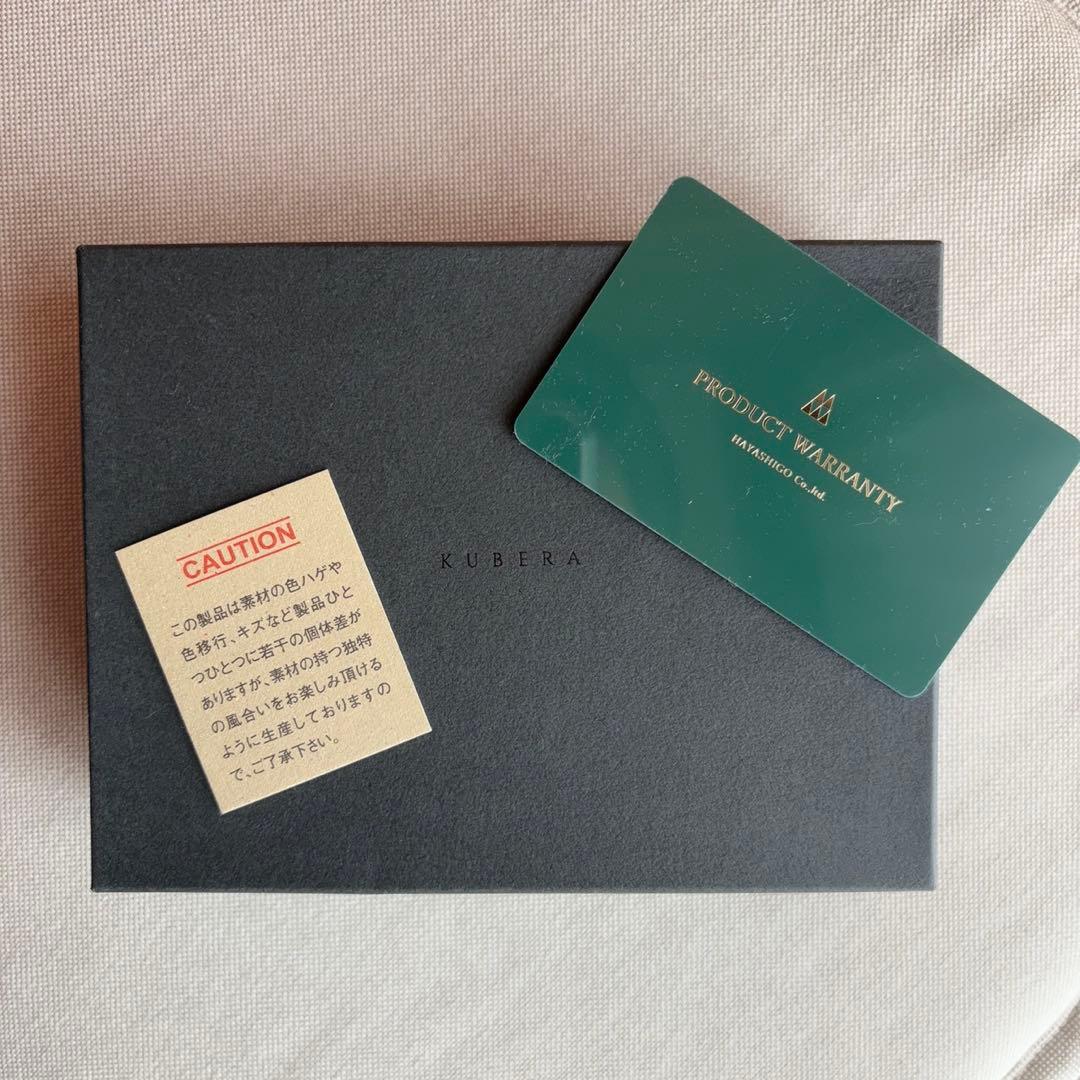 PRODUCT WARRANTY
HAYASHIGO Co.,ltd.
KUBERA
CAUTION
この製品は素材の色ハゲや
色移行、キズなど製品ひと
つひとつに若干の個体差が
ありますが、素材の持つ独特
の風合いをお楽しみ頂ける
ように生産しておりますの
で、ご了承下さい。